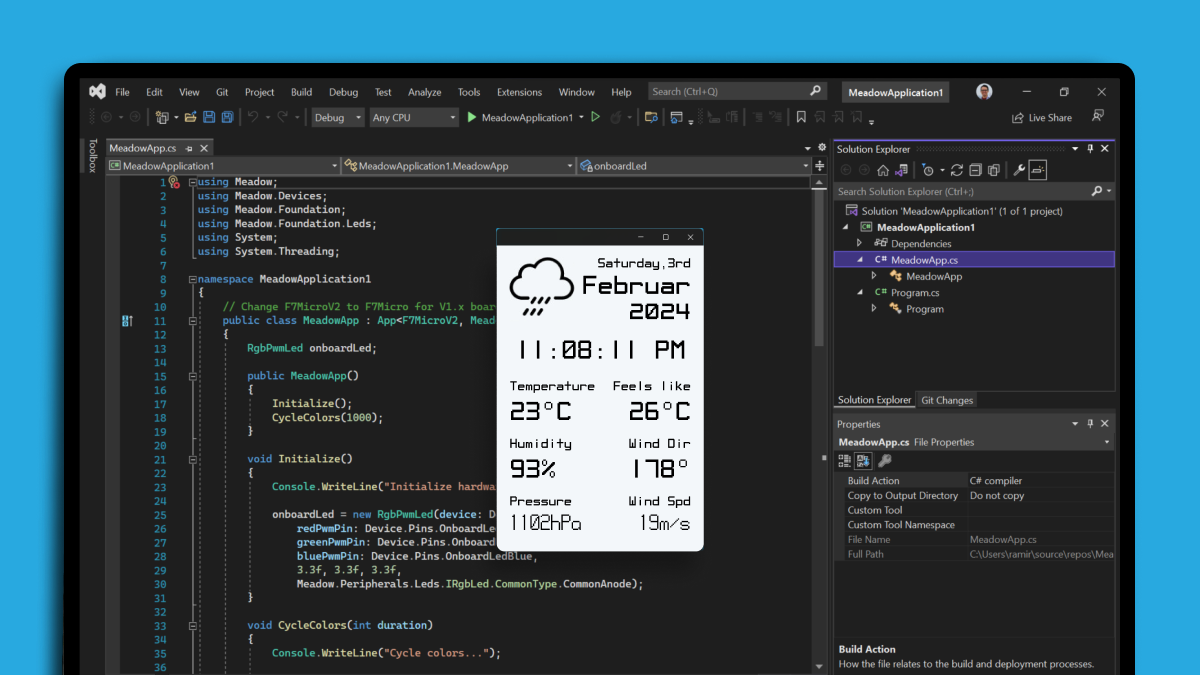 File Edit View Git Project Build Debug Test Analyze Tools Extensions Window Help Search (Ctrl+Q) MeadowApplication1
Debug Any CPU MeadowApplication1 Live Share
Toolbox
MeadowApp.cs
MeadowApplication1 MeadowApplication1.MeadowApp onboardLed
1 using Meadow;
2 using Meadow.Devices;
3 using Meadow.Foundation;
4 using Meadow.Foundation.Leds;
5 using System;
6 using System.Threading;
7
8 namespace MeadowApplication1
9 {
10 // Change F7MicroV2 to F7Micro for V1.x boar
11 public class MeadowApp : App<F7MicroV2, Mead
12 {
13 RgbPwmLed onboardLed;
14
15 public MeadowApp()
16 {
17 Initialize();
18 CycleColors(1000);
19 }
20
21 void Initialize()
22 {
23 Console.WriteLine("Initialize hardwa
24
25 onboardLed = new RgbPwmLed(device: D
26 redPwmPin: Device.Pins.OnboardLe
27 greenPwmPin: Device.Pins.Onboard
28 bluePwmPin: Device.Pins.OnboardLedBlue,
29 3.3f, 3.3f, 3.3f,
30 Meadow.Peripherals.Leds.IRgbLed.CommonType.CommonAnode);
31 }
32
33 void CycleColors(int duration)
34 {
35 Console.WriteLine("Cycle colors...");
36
Saturday,3rd
Februar
2024
11:08:11 PM
Temperature Feels like
23°C 26°C
Humidity Wind Dir
93% 178°
Pressure Wind Spd
1102hPa 19m/s
Solution Explorer
Search Solution Explorer (Ctrl+;)
Solution 'MeadowApplication1' (1 of 1 project)
MeadowApplication1
Dependencies
C# MeadowApp.cs
MeadowApp
C# Program.cs
Program
Solution Explorer Git Changes
Properties
MeadowApp.cs File Properties
Build Action C# compiler
Copy to Output Directory Do not copy
Custom Tool
Custom Tool Namespace
File Name MeadowApp.cs
Full Path C:\Users\ramir\source\repos\Mea
Build Action
How the file relates to the build and deployment processes.